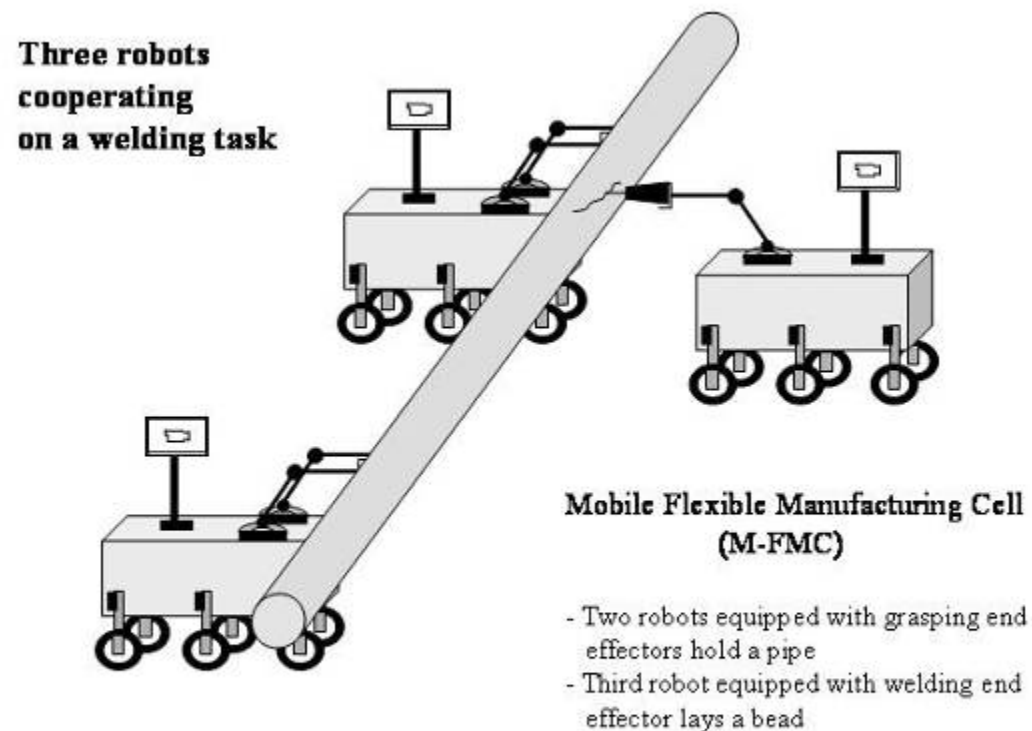 Three robots
cooperating
on a welding task
Mobile Flexible Manufacturing Cell
(M-FMC)
- Two robots equipped with grasping end
effectors hold a pipe
- Third robot equipped with welding end
effector lays a bead